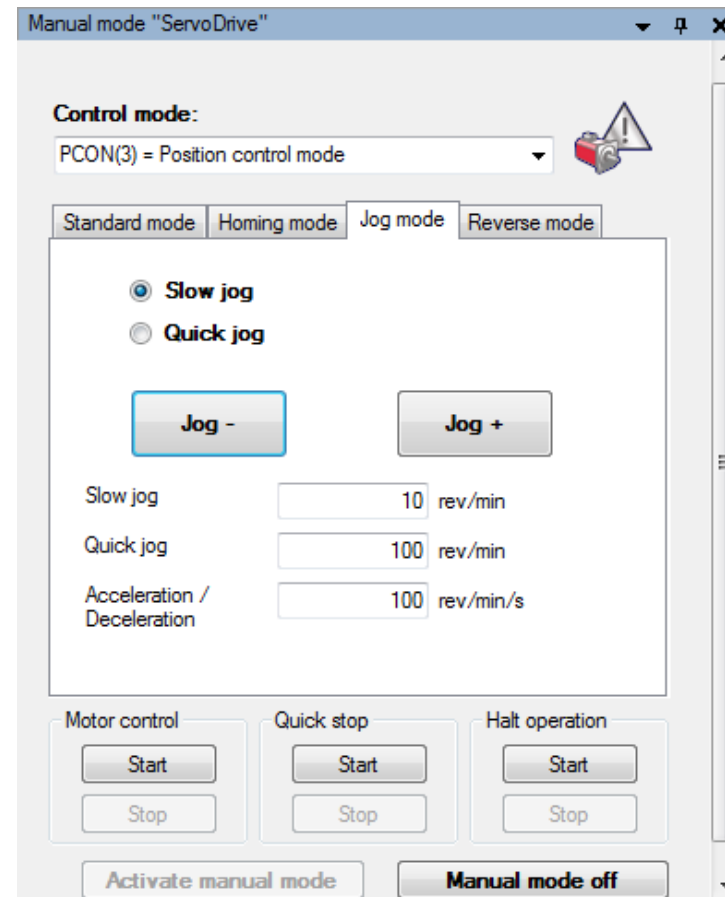 Manual mode "ServoDrive"
Control mode:
PCON(3) = Position control mode
Standard mode Homing mode Jog mode Reverse mode
Slow jog
Quick jog
Jog - Jog +
Slow jog 10 rev/min
Quick jog 100 rev/min
Acceleration / 100 rev/min/s
Deceleration
Motor control Quick stop Halt operation
Start Start Start
Stop Stop Stop
Activate manual mode Manual mode off